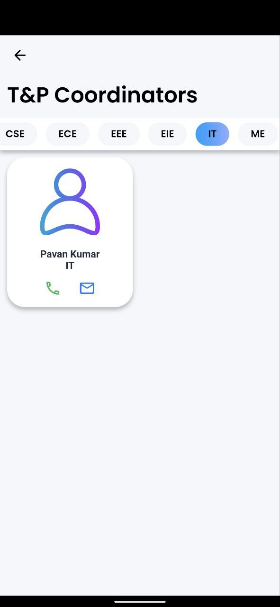 T&P Coordinators
CSE ECE EEE EIE IT ME
Pavan Kumar
IT